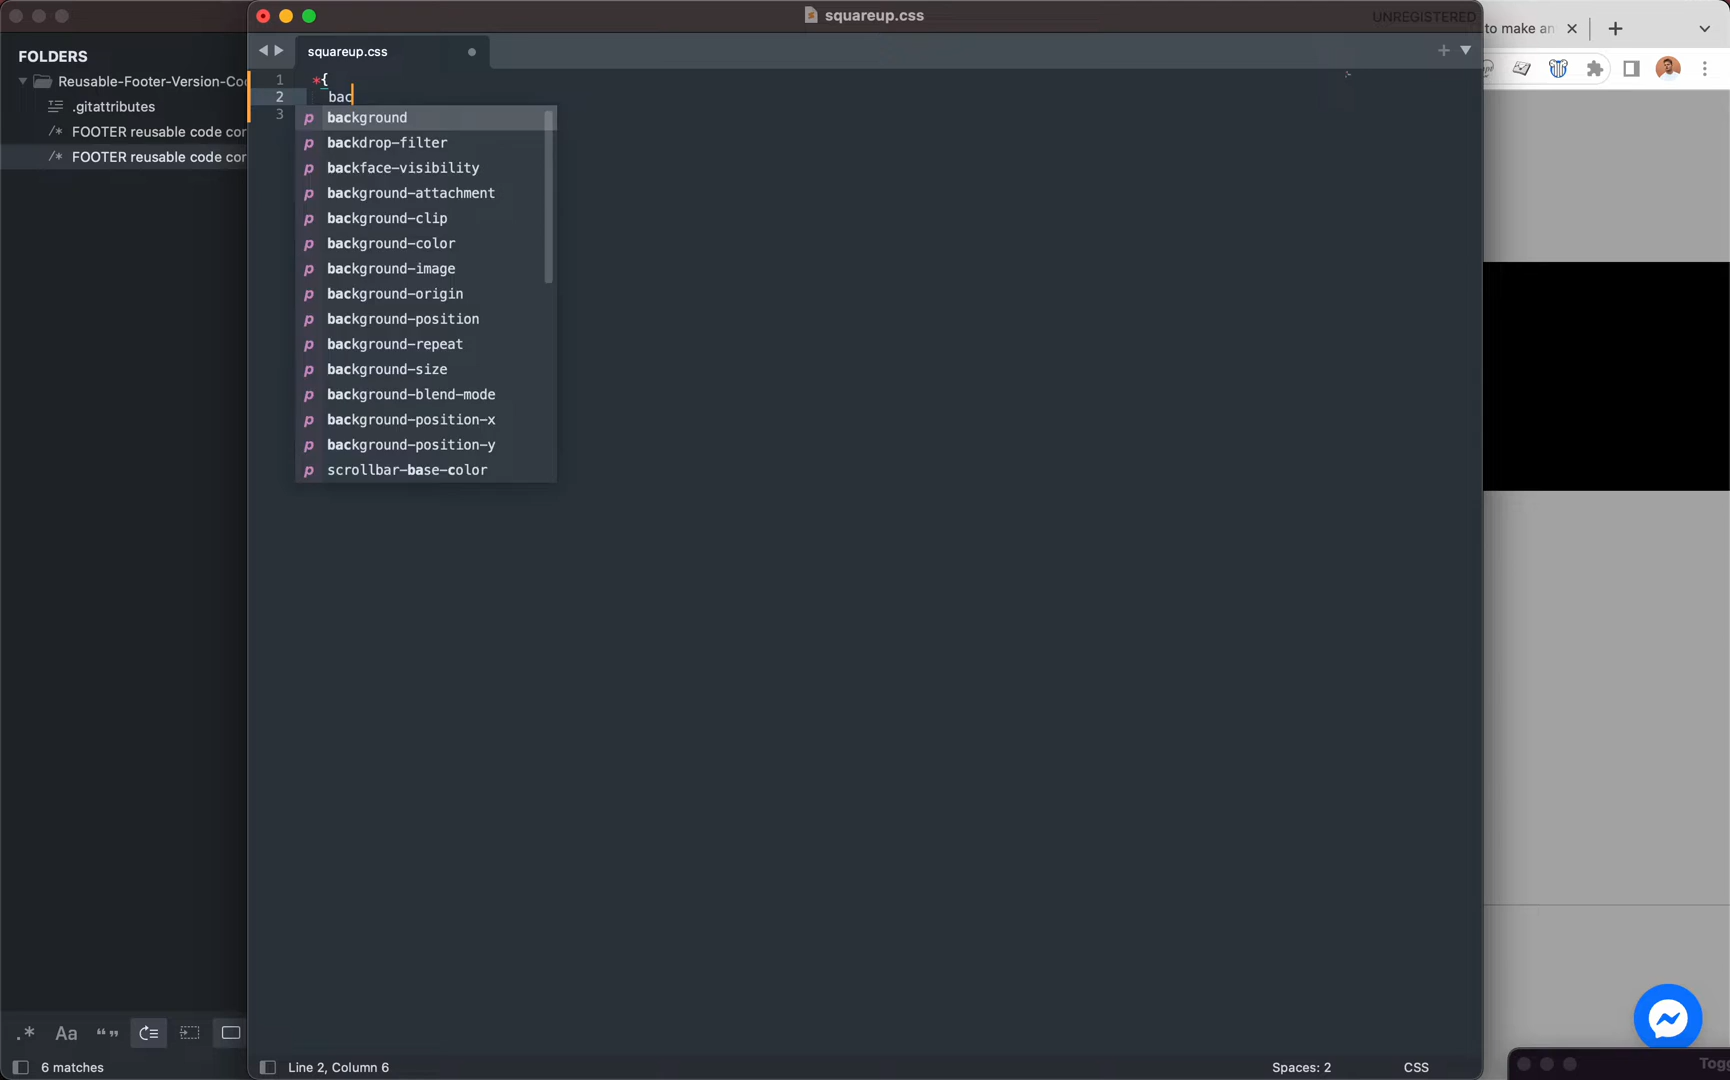 squareup.css
UNREGISTERED
to make an
FOLDERS
squareup.css
Reusable-Footer-Version-Co
.gitattributes
FOOTER reusable code cor
FOOTER reusable code cor
1 *{
2 bac
3
p background
p backdrop-filter
p backface-visibility
p background-attachment
p background-clip
p background-color
p background-image
p background-origin
p background-position
p background-repeat
p background-size
p background-blend-mode
p background-position-x
p background-position-y
p scrollbar-base-color
.* Aa “”
6 matches
Line 2, Column 6
Spaces: 2
CSS
Togg